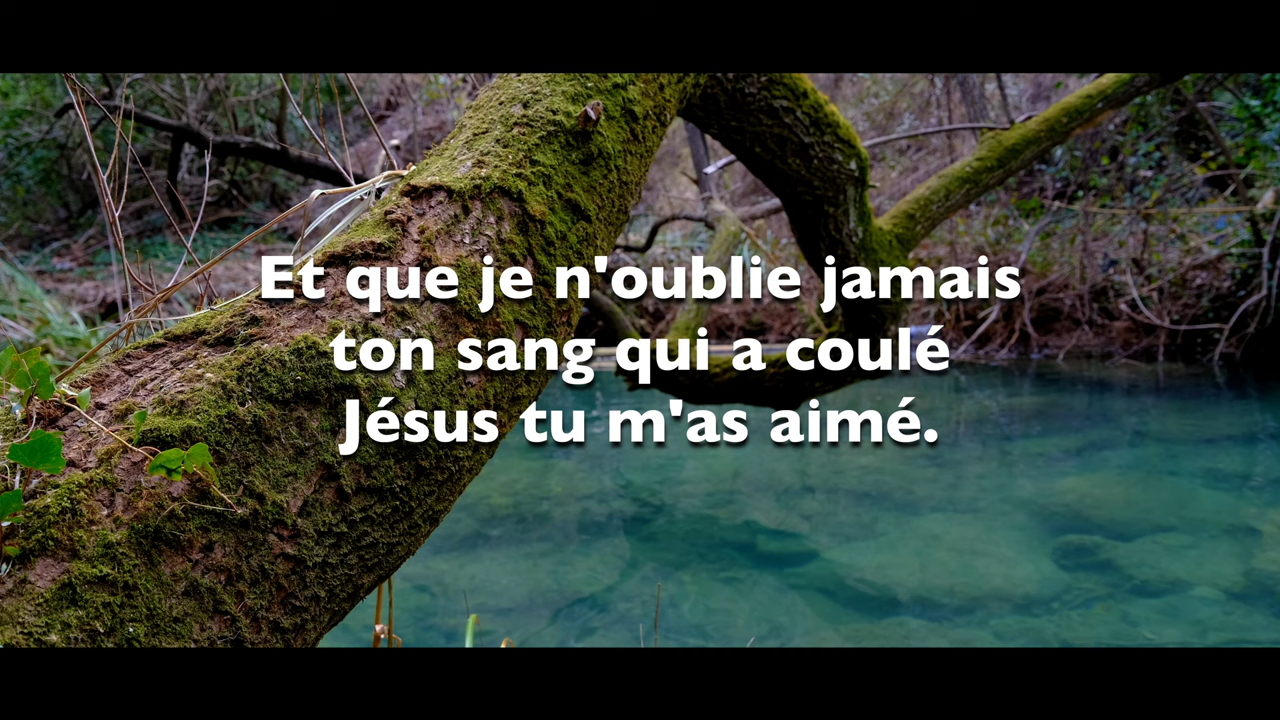 Et que je n'oublie jamais
ton sang qui a coulé
Jésus tu m'as aimé.